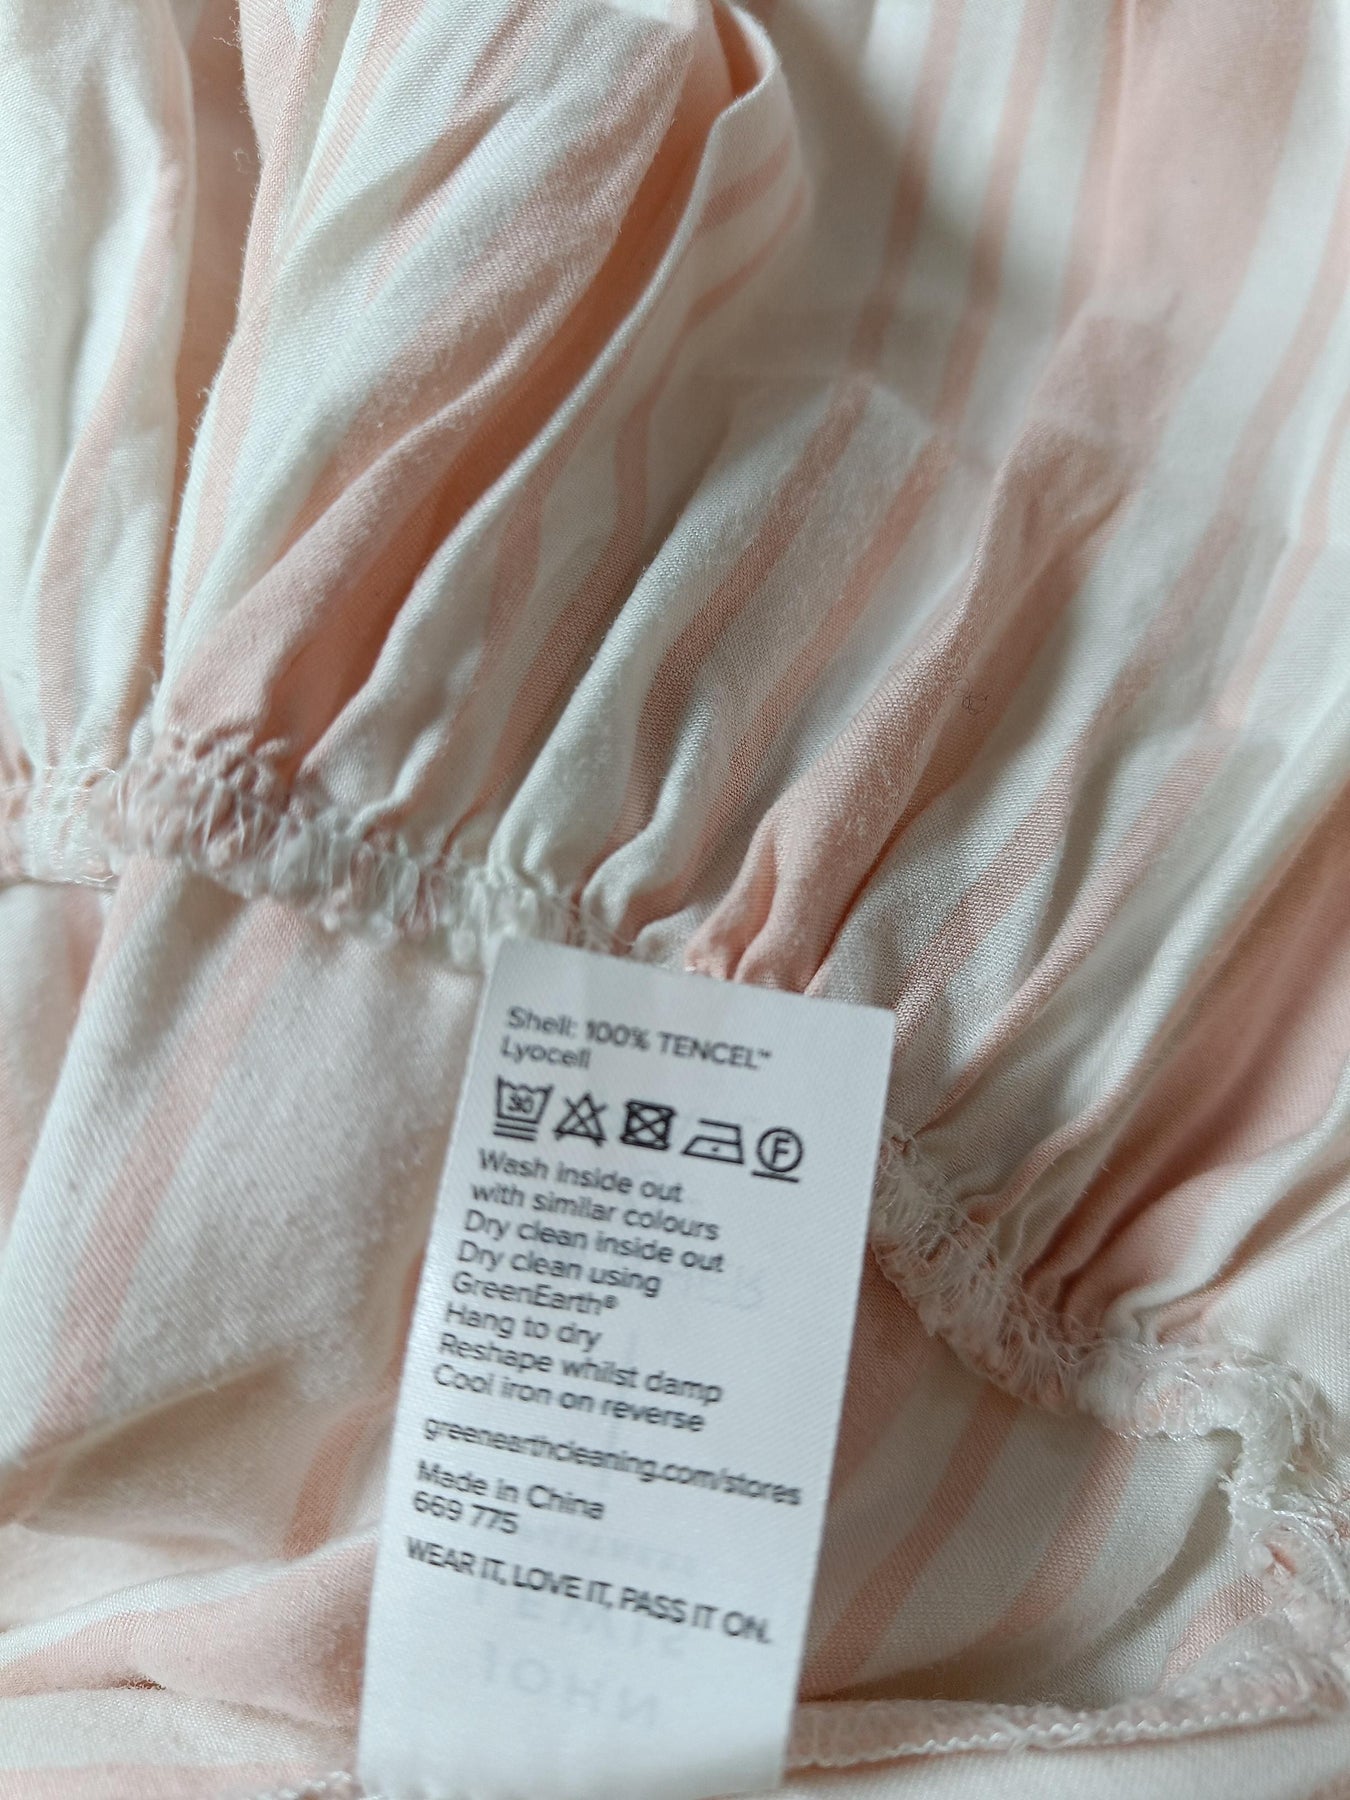 Shell: 100% TENCEL™
Lyocell
30 F
Wash inside out
with similar colours
Dry clean inside out
Dry clean using
GreenEarth®
Hang to dry
Reshape whilst damp
Cool iron on reverse
greenearthcleaning.com/stores
Made in China
669 775
WEAR IT, LOVE IT, PASS IT ON.
JOHN